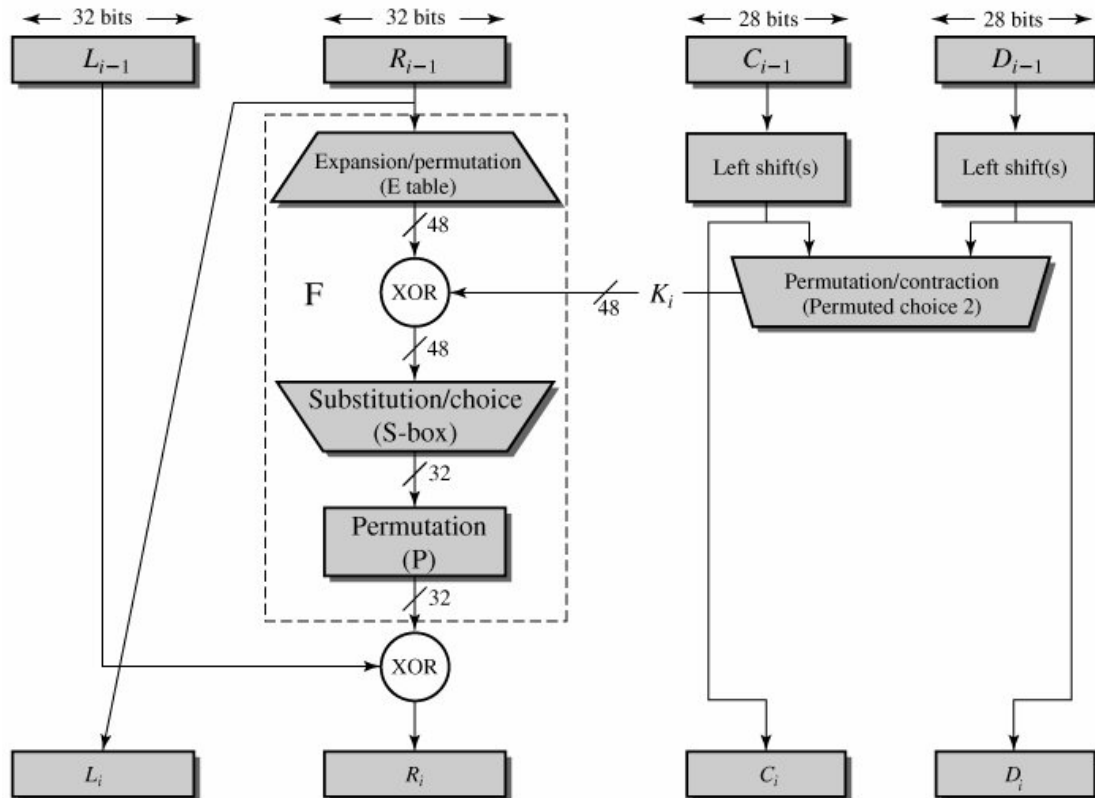 32 bits
32 bits
28 bits
28 bits
L_{i-1}
R_{i-1}
C_{i-1}
D_{i-1}
Expansion/permutation
(E table)
Left shift(s)
Left shift(s)
48
F
XOR
48
K_i
Permutation/contraction
(Permuted choice 2)
48
Substitution/choice
(S-box)
32
Permutation
(P)
32
XOR
L_i
R_i
C_i
D_i